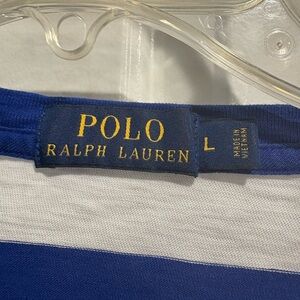 POLO
RALPH LAUREN
L
MADE IN
VIETNAM